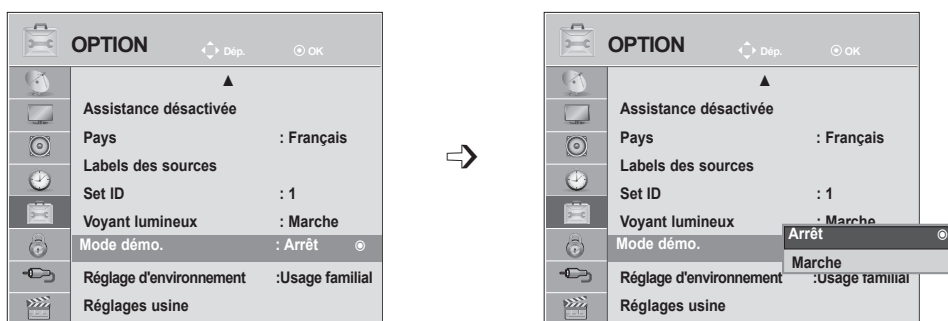 OPTION Dép. OK
▲
Assistance désactivée
Pays : Français
Labels des sources
Set ID : 1
Voyant lumineux : Marche
Mode démo. : Arrêt
Réglage d'environnement :Usage familial
Réglages usine
OPTION Dép. OK
▲
Assistance désactivée
Pays : Français
Labels des sources
Set ID : 1
Voyant lumineux : Marche
Mode démo.
Arrêt
Marche
Réglage d'environnement :Usage familial
Réglages usine